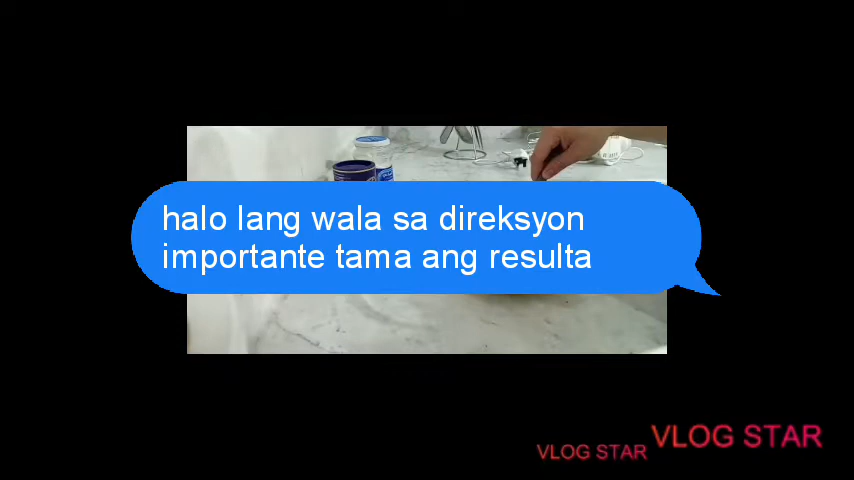 halo lang wala sa direksyon
importante tama ang resulta
VLOG STAR
VLOG STAR